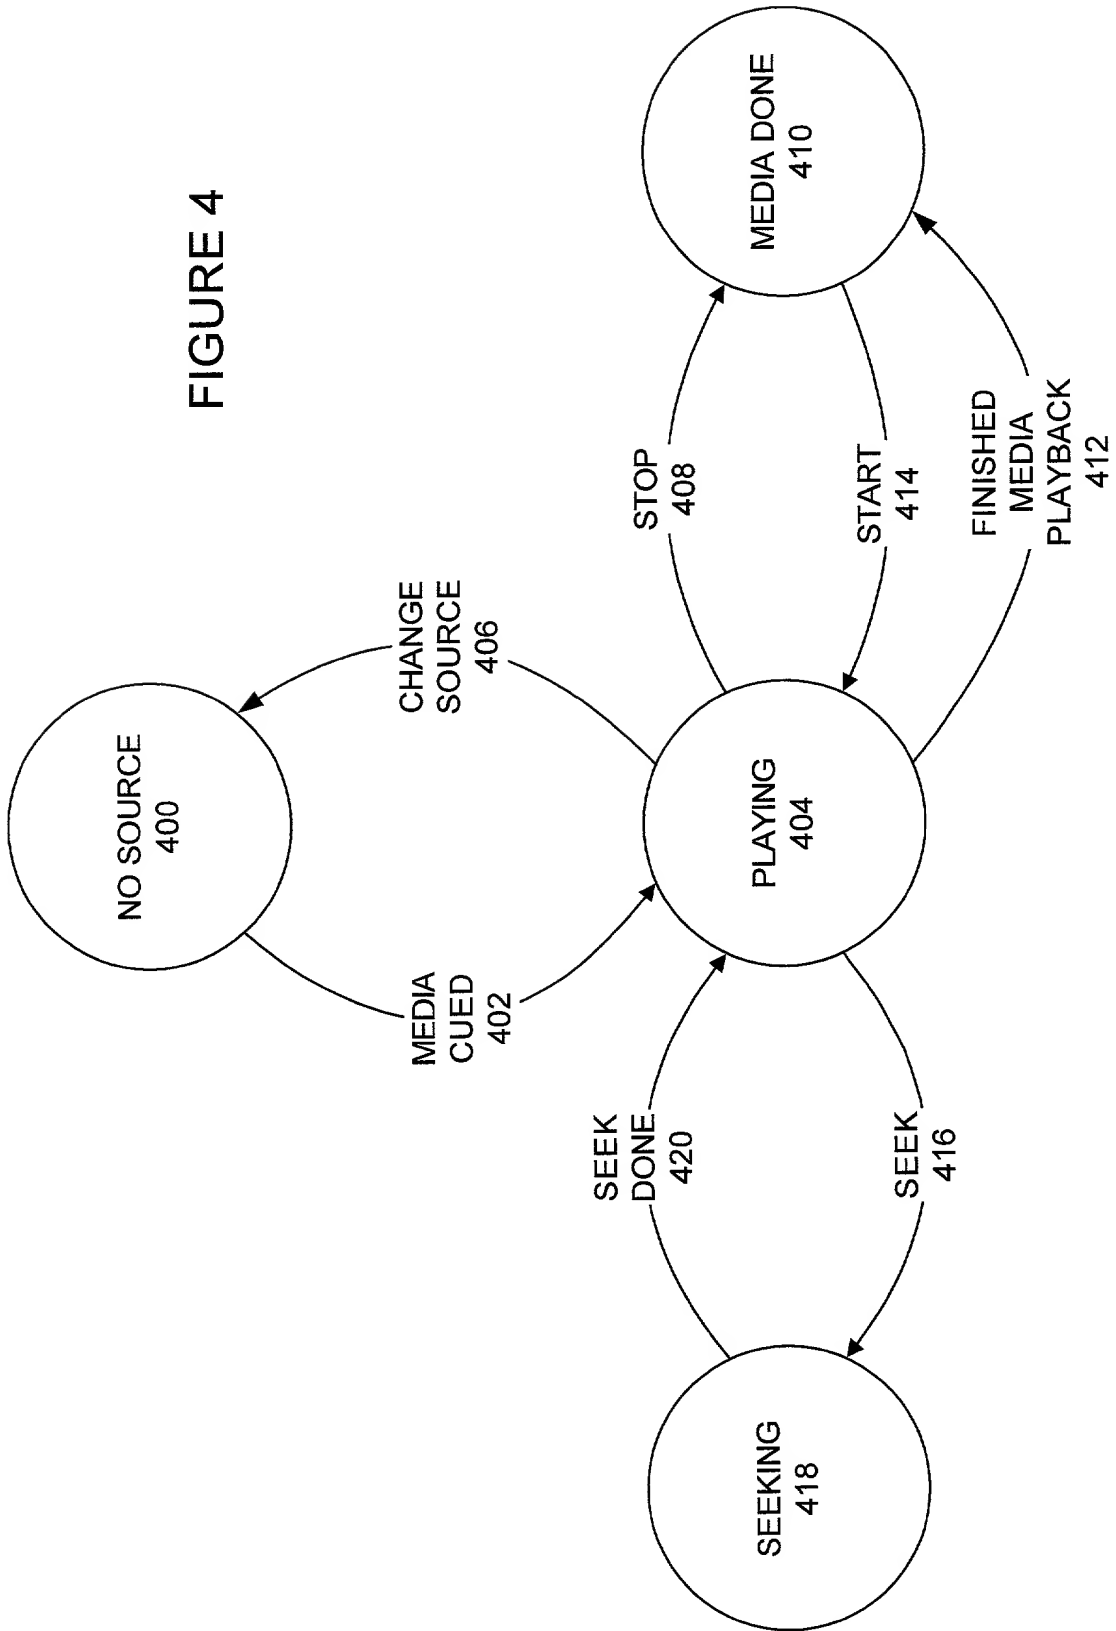 FIGURE 4
NO SOURCE
400
MEDIA
CUED
402
CHANGE
SOURCE
406
SEEKING
418
SEEK
DONE
420
SEEK
416
PLAYING
404
STOP
408
START
414
FINISHED
MEDIA
PLAYBACK
412
MEDIA DONE
410